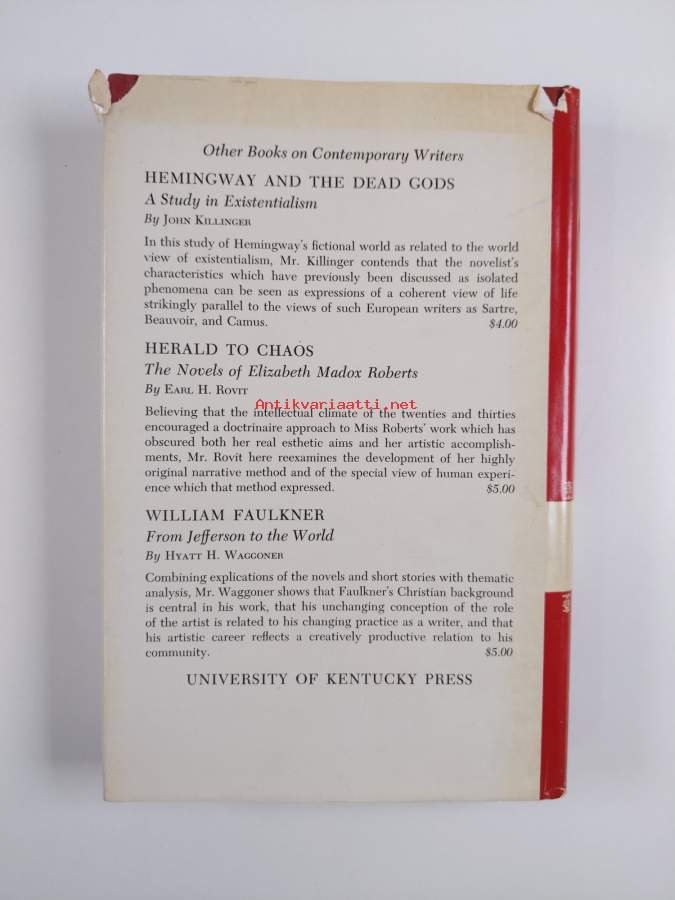 Other Books on Contemporary Writers
HEMINGWAY AND THE DEAD GODS
A Study in Existentialism
By John Killinger
In this study of Hemingway's fictional world as related to the world
view of existentialism, Mr. Killinger contends that the novelist's
characteristics which have previously been discussed as isolated
phenomena can be seen as expressions of a coherent view of life
strikingly parallel to the views of such European writers as Sartre,
Beauvoir, and Camus. $4.00
HERALD TO CHAOS
The Novels of Elizabeth Madox Roberts
By Earl H. Rovit
Antikvariaatti.net
Believing that the intellectual climate of the twenties and thirties
encouraged a doctrinaire approach to Miss Roberts' work which has
obscured both her real esthetic aims and her artistic accomplish-
ments, Mr. Rovit here reexamines the development of her highly
original narrative method and of the special view of human experi-
ence which that method expressed. $5.00
WILLIAM FAULKNER
From Jefferson to the World
By Hyatt H. Waggoner
Combining explications of the novels and short stories with thematic
analysis, Mr. Waggoner shows that Faulkner's Christian background
is central in his work, that his unchanging conception of the role
of the artist is related to his changing practice as a writer, and that
his artistic career reflects a creatively productive relation to his
community. $5.00
UNIVERSITY OF KENTUCKY PRESS